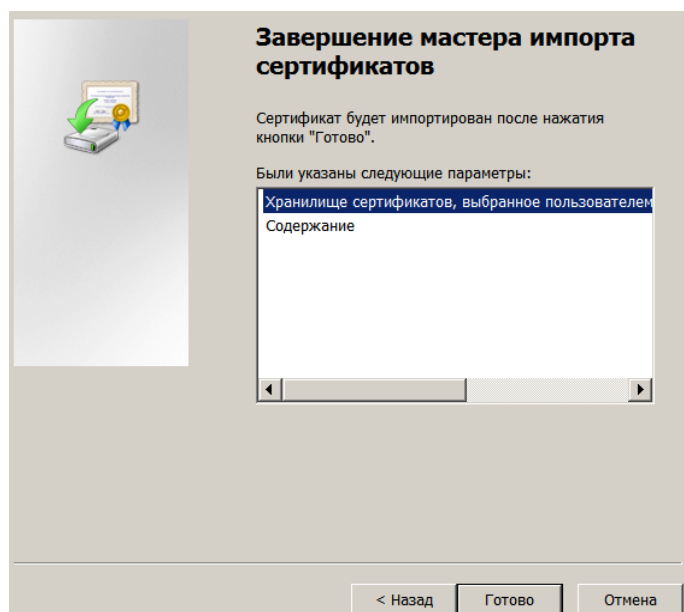 Завершение мастера импорта
сертификатов
Сертификат будет импортирован после нажатия
кнопки "Готово".
Были указаны следующие параметры:
Хранилище сертификатов, выбранное пользователем
Содержание
< Назад Готово Отмена